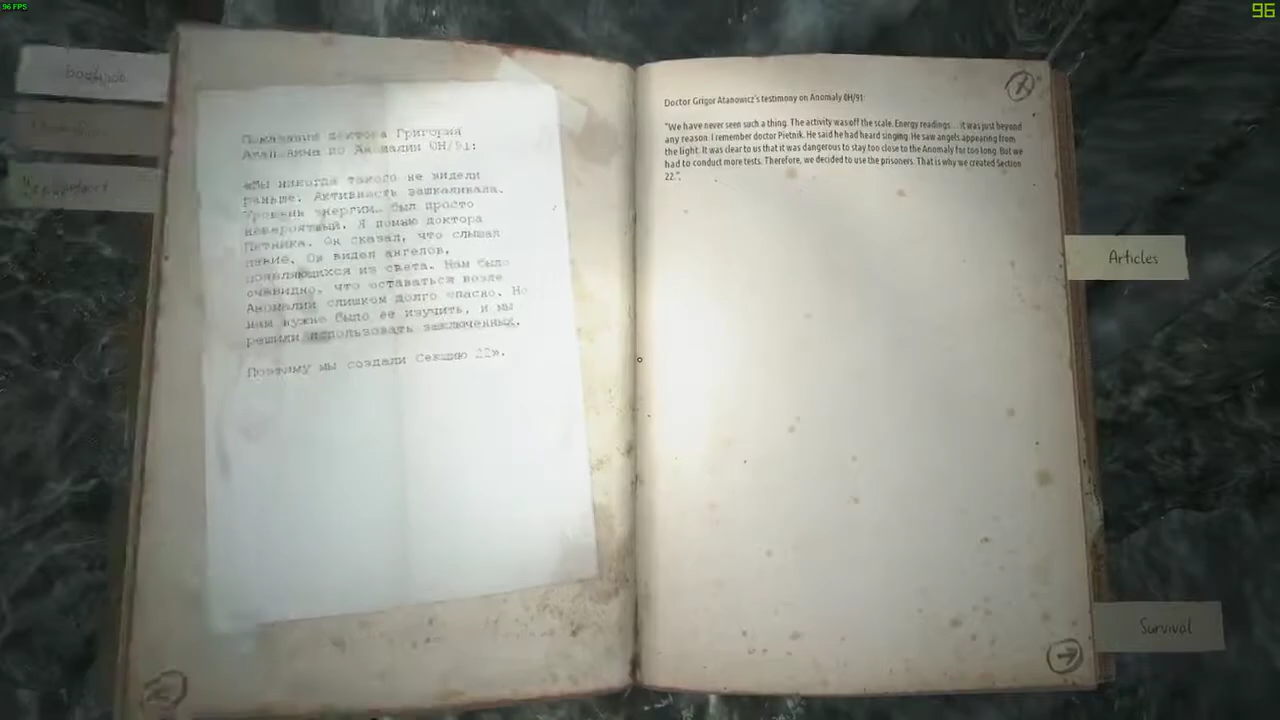 96 FPS
96
Показания доктора Григория
по Аномалии 0H/91:
«Мы никогда такого не видели
раньше. Активность зашкаливала.
Уровень энергии… был просто
невероятный. Я помню доктора
Петника. Он сказал, что слышал
пение. Он видел ангелов,
появляющихся из света. Нам было
очевидно, что оставаться возле
Аномалии слишком долго опасно. Но
нам нужно было её изучить, и мы
решили использовать заключённых.
Поэтому мы создали Секцию 22».
Doctor Grigor Atanowicz's testimony on Anomaly 0H/91:
"We have never seen such a thing. The activity was off the scale. Energy readings... it was just beyond
any reason. I remember doctor Pietnik. He said he had heard singing. He saw angels appearing from
the light. It was clear to us that it was dangerous to stay too close to the Anomaly for too long. But we
had to conduct more tests. Therefore, we decided to use the prisoners. That is why we created Section
22.".
Articles
Survival